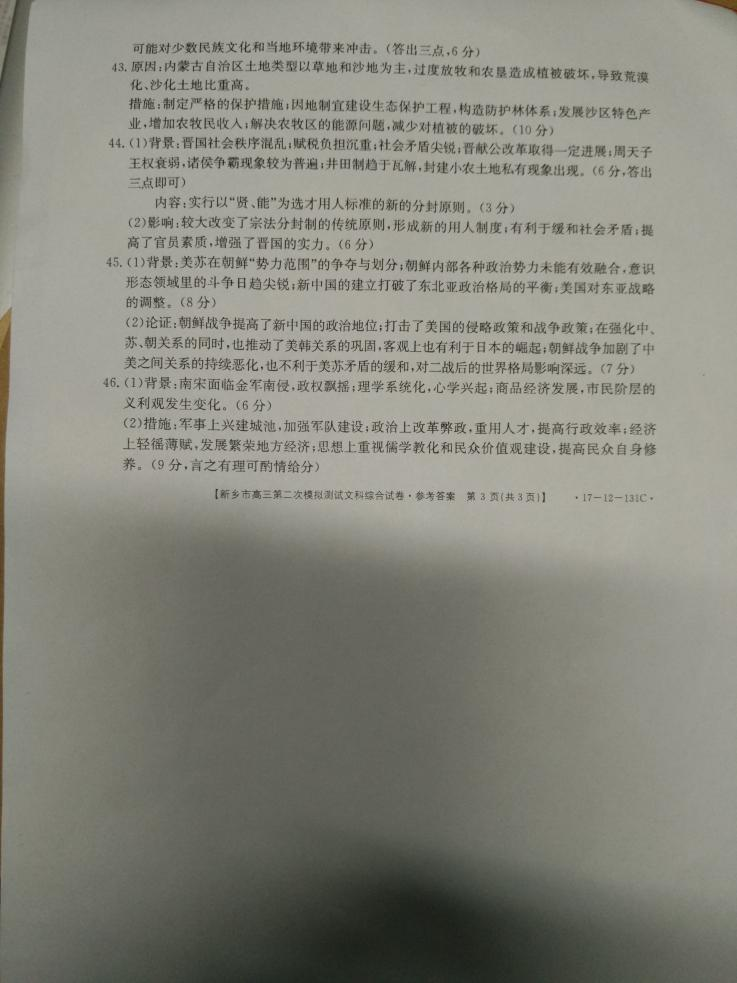 可能对少数民族文化和当地环境带来冲击。(答出三点,6分)
43.原因:内蒙古自治区土地类型以草地和沙地为主,过度放牧和农垦造成植被破坏,导致荒漠
化、沙化土地比重高。
措施:制定严格的保护措施;因地制宜建设生态保护工程,构造防护林体系;发展沙区特色产
业,增加农牧民收入;解决农牧区的能源问题,减少对植被的破坏。(10分)
44.(1)背景:晋国社会秩序混乱;赋税负担沉重;社会矛盾尖锐;晋献公改革取得一定进展;周天子
王权衰弱,诸侯争霸现象较为普遍;井田制趋于瓦解,封建小农土地私有现象出现。(6分,答出
三点即可)
内容:实行以“贤、能”为选才用人标准的新的分封原则。(3分)
(2)影响:较大改变了宗法分封制的传统原则,形成新的用人制度;有利于缓和社会矛盾;提
高了官员素质,增强了晋国的实力。(6分)
45.(1)背景:美苏在朝鲜“势力范围”的争夺与划分;朝鲜内部各种政治势力未能有效融合,意识
形态领域里的斗争日趋尖锐;新中国的建立打破了东北亚政治格局的平衡;美国对东亚战略
的调整。(8分)
(2)论证:朝鲜战争提高了新中国的政治地位;打击了美国的侵略政策和战争政策;在强化中、
苏、朝关系的同时,也推动了美韩关系的巩固,客观上也有利于日本的崛起;朝鲜战争加剧了中
美之间关系的持续恶化,也不利于美苏矛盾的缓和,对二战后的世界格局影响深远。(7分)
46.(1)背景:南宋面临金军南侵,政权飘摇;理学系统化,心学兴起;商品经济发展,市民阶层的
义利观发生变化。(6分)
(2)措施:军事上兴建城池,加强军队建设;政治上改革弊政,重用人才,提高行政效率;经济
上轻徭薄赋,发展繁荣地方经济;思想上重视儒学教化和民众价值观建设,提高民众自身修
养。(9分,言之有理可酌情给分)
【新乡市高三第二次模拟测试文科综合试卷·参考答案 第3页(共3页)】 ·17-12-131C·